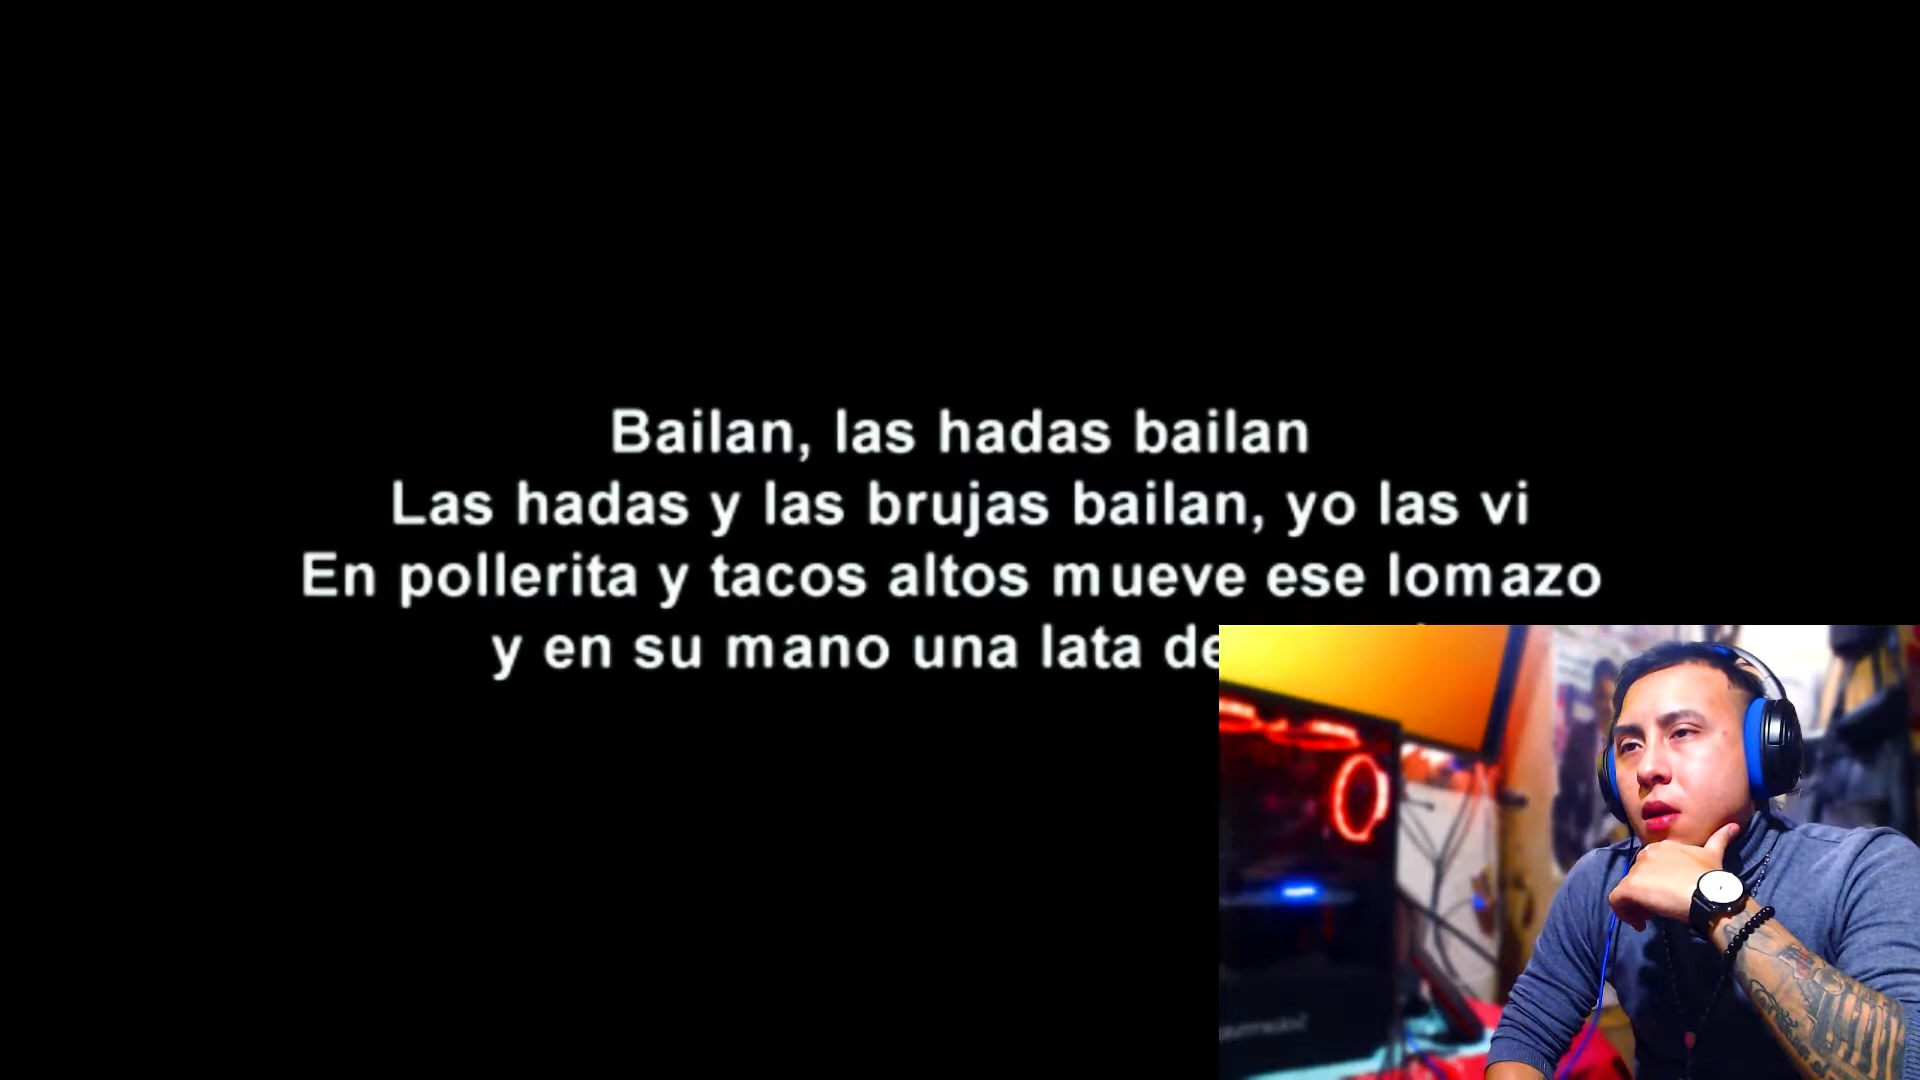 Bailan, las hadas bailan
Las hadas y las brujas bailan, yo las vi
En pollerita y tacos altos mueve ese lomazo
y en su mano una lata de